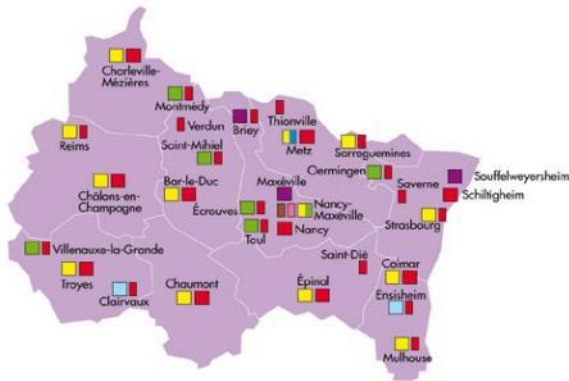 Charleville-
Mézières
Montmédy
Verdun
Briey
Thionville
Metz
Reims
Saint-Mihiel
Sarreguemines
Oermingen
Souffelweyersheim
Saverne
Schiltigheim
Châlons-en-
Champagne
Bar-le-Duc
Maxéville
Écrouves
Nancy-
Maxéville
Strasbourg
Toul
Nancy
Villenauxe-la-Grande
Saint-Dié
Troyes
Clairvaux
Chaumont
Épinal
Colmar
Ensisheim
Mulhouse